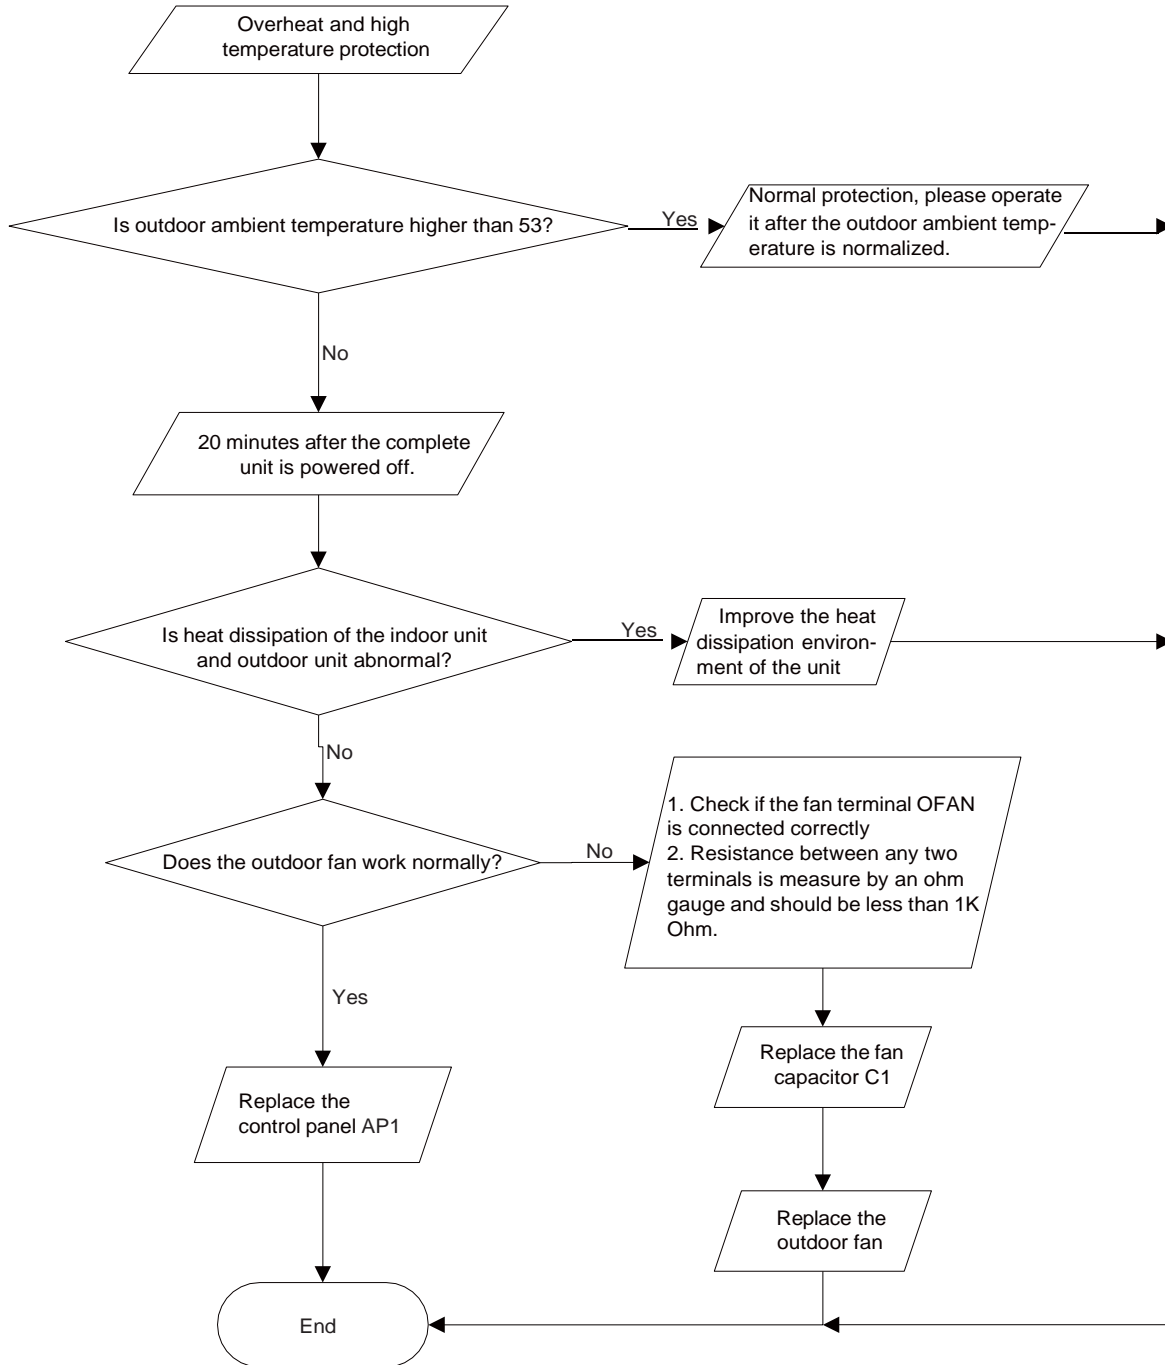 Overheat and high
temperature protection
Is outdoor ambient temperature higher than 53?
Yes
Normal protection, please operate
it after the outdoor ambient temp-
erature is normalized.
No
20 minutes after the complete
unit is powered off.
Is heat dissipation of the indoor unit
and outdoor unit abnormal?
Yes
Improve the heat
dissipation environ-
ment of the unit
No
Does the outdoor fan work normally?
No
1. Check if the fan terminal OFAN
is connected correctly
2. Resistance between any two
terminals is measure by an ohm
gauge and should be less than 1K
Ohm.
Yes
Replace the fan
capacitor C1
Replace the
control panel AP1
Replace the
outdoor fan
End